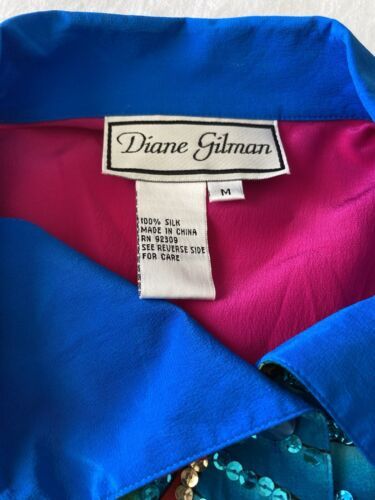 Diane Gilman
M
100% SILK
MADE IN CHINA
RN 92309
SEE REVERSE SIDE
FOR CARE